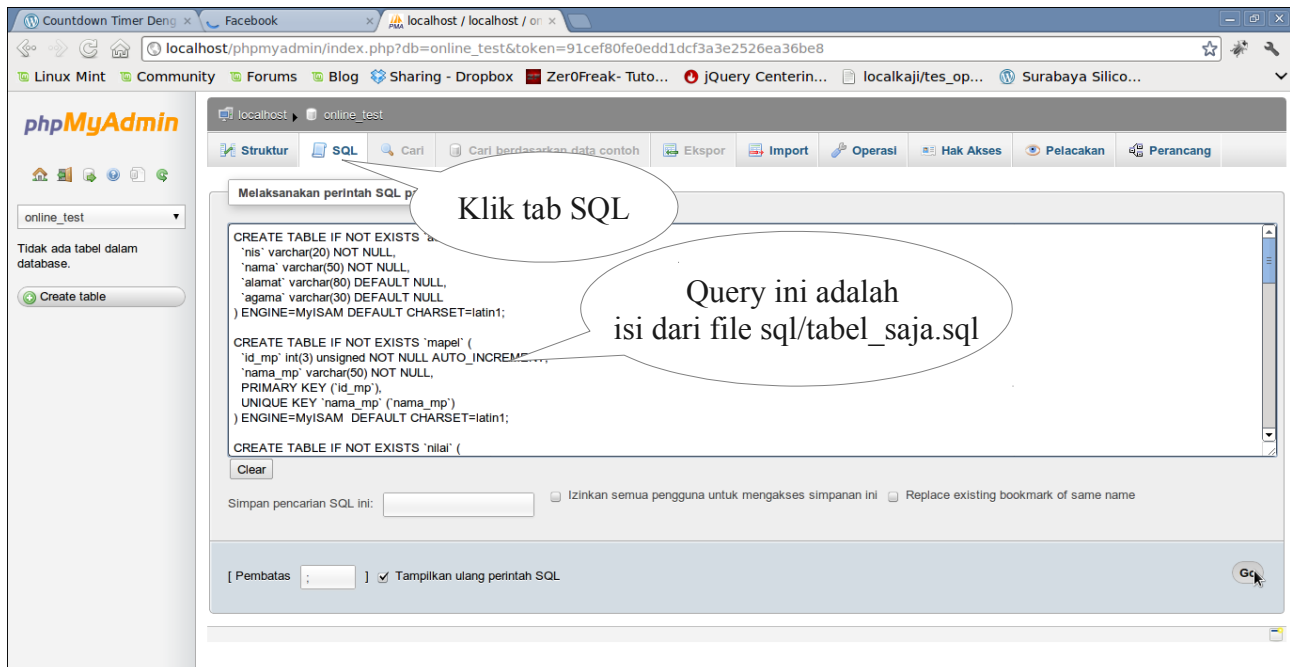 Countdown Timer Deng
Facebook
localhost / localhost / on
localhost/phpmyadmin/index.php?db=online_test&token=91cef80fe0edd1dcf3a3e2526ea36be8
Linux Mint
Community
Forums
Blog
Sharing - Dropbox
Zer0Freak- Tuto...
jQuery Centerin...
localkaji/tes_op...
Surabaya Silico...
phpMyAdmin
online_test
Tidak ada tabel dalam
database.
Create table
localhost
online_test
Struktur
SQL
Cari
Cari berdasarkan data contoh
Ekspor
Import
Operasi
Hak Akses
Pelacakan
Perancang
Melaksanakan perintah SQL
Klik tab SQL
CREATE TABLE IF NOT EXISTS
`nis` varchar(20) NOT NULL,
`nama` varchar(50) NOT NULL,
`alamat` varchar(80) DEFAULT NULL,
`agama` varchar(30) DEFAULT NULL
) ENGINE=MyISAM DEFAULT CHARSET=latin1;
Query ini adalah
isi dari file sql/tabel_saja.sql
CREATE TABLE IF NOT EXISTS `mapel` (
`id_mp` int(3) unsigned NOT NULL AUTO_INCREMENT,
`nama_mp` varchar(50) NOT NULL,
PRIMARY KEY (`id_mp`),
UNIQUE KEY `nama_mp` (`nama_mp`)
) ENGINE=MyISAM DEFAULT CHARSET=latin1;
CREATE TABLE IF NOT EXISTS `nilai` (
Clear
Simpan pencarian SQL ini:
Izinkan semua pengguna untuk mengakses simpanan ini
Replace existing bookmark of same name
[ Pembatas ; ]
Tampilkan ulang perintah SQL
Go